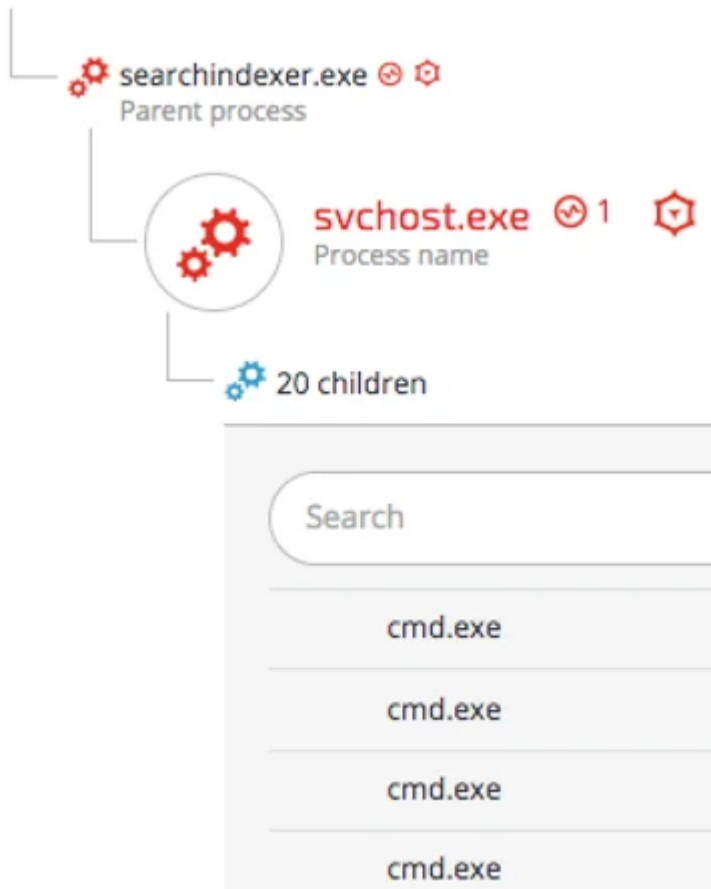 searchindexer.exe
Parent process
svchost.exe 1
Process name
20 children
Search
cmd.exe
cmd.exe
cmd.exe
cmd.exe